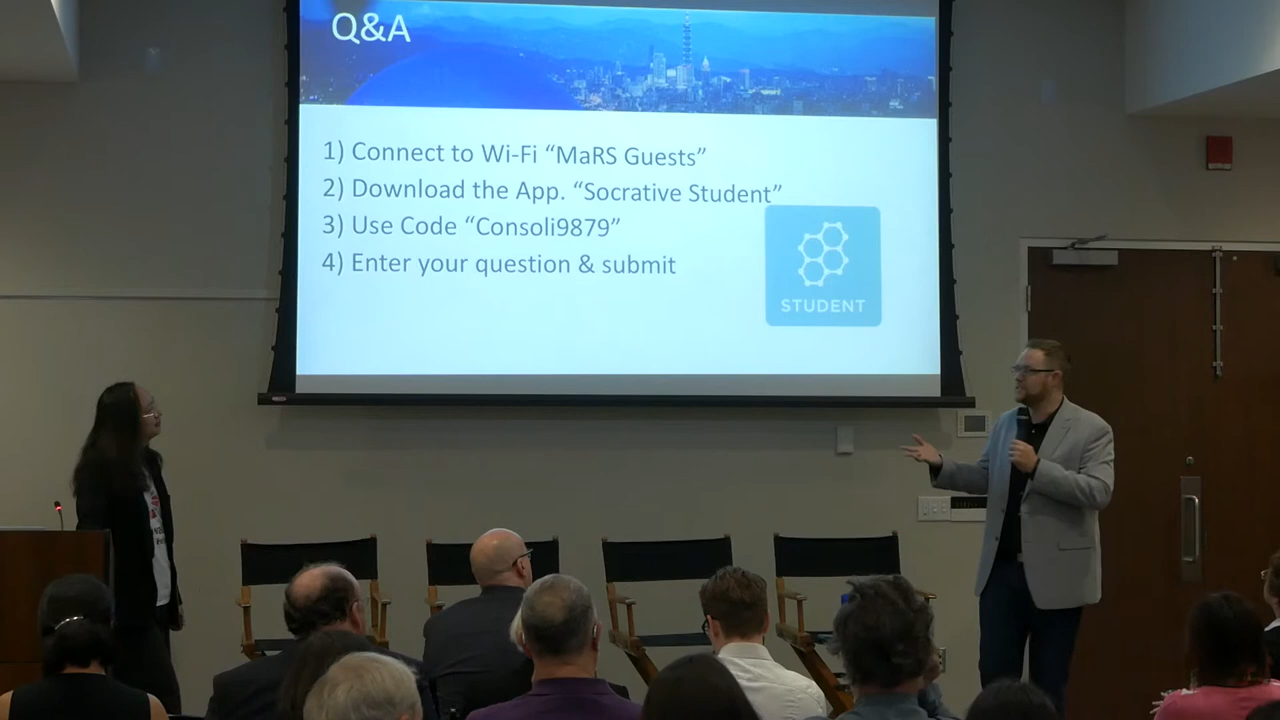 Q&A
1) Connect to Wi-Fi “MaRS Guests”
2) Download the App. “Socrative Student”
3) Use Code “Consoli9879”
4) Enter your question & submit
STUDENT